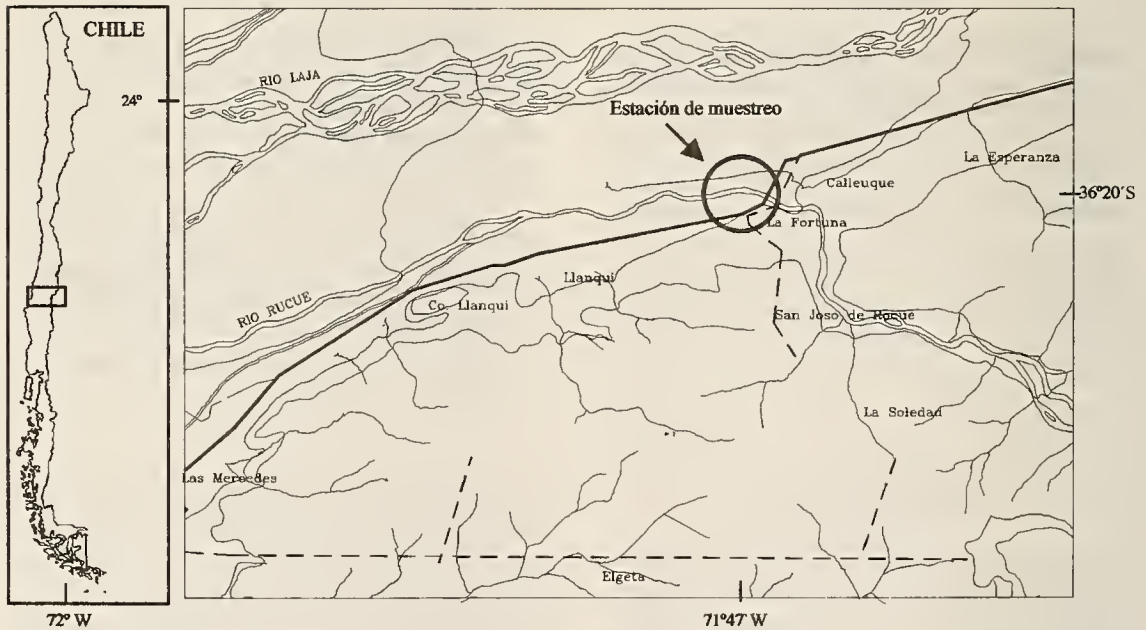 CHILE
24°
72° W
RIO LAJA
Estación de muestreo
La Esperanza
Calleuque
36°20´S
La Fortuna
Llanqui
RIO RUCUE
Co. Llanqui
San Joso de Rucue
La Soledad
Las Mercedes
Elgeta
71°47´ W